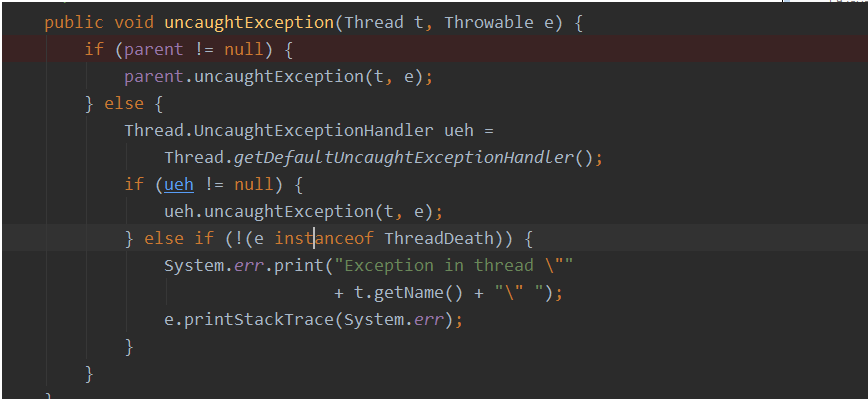 public void uncaughtException(Thread t, Throwable e) {
    if (parent != null) {
        parent.uncaughtException(t, e);
    } else {
        Thread.UncaughtExceptionHandler ueh =
            Thread.getDefaultUncaughtExceptionHandler();
        if (ueh != null) {
            ueh.uncaughtException(t, e);
        } else if (!(e instanceof ThreadDeath)) {
            System.err.print("Exception in thread \""
                             + t.getName() + "\" ");
            e.printStackTrace(System.err);
        }
    }